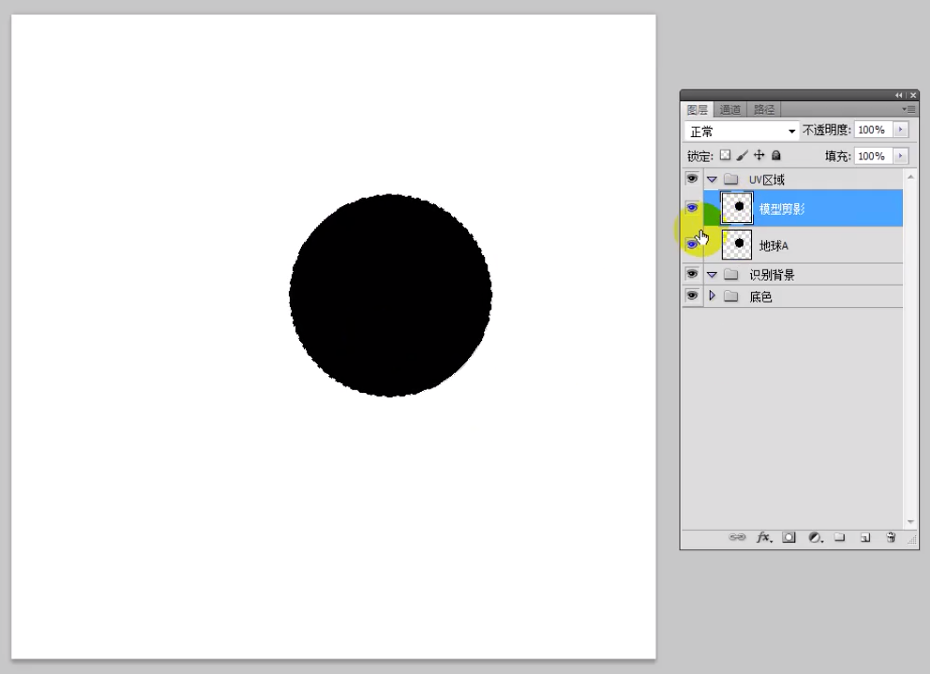 图层 通道 路径
正常 不透明度: 100%
锁定: 填充: 100%
UV区域
模型剪影
地球A
识别背景
底色
fx.